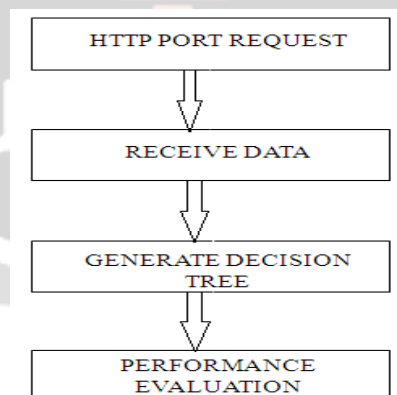 HTTP PORT REQUEST
RECEIVE DATA
GENERATE DECISION
TREE
PERFORMANCE
EVALUATION